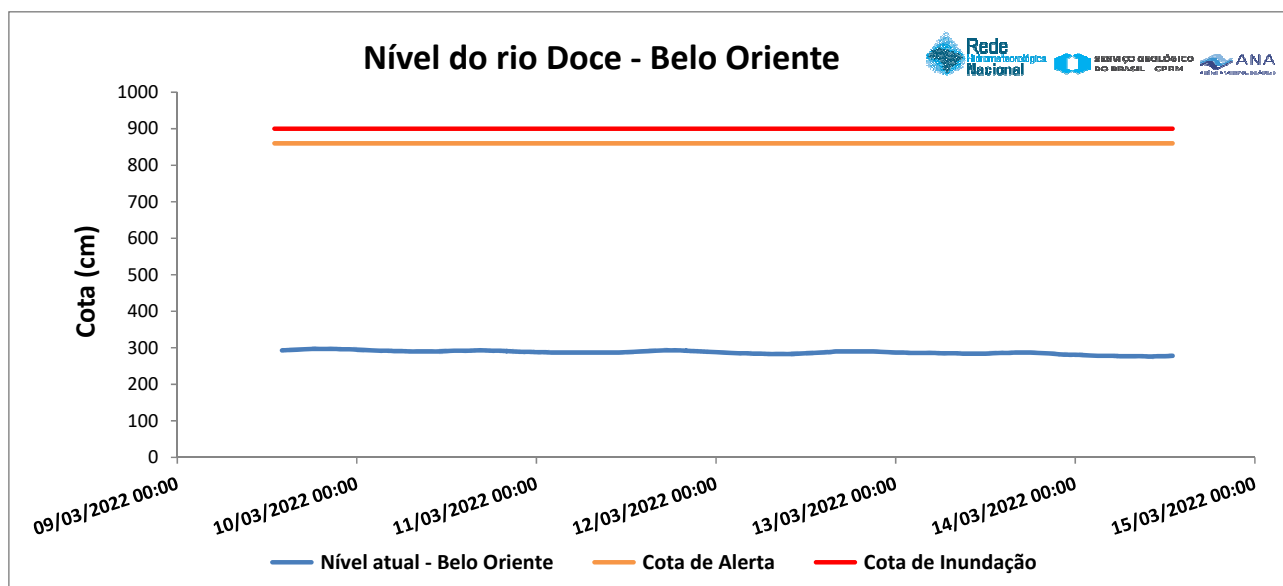 Nível do rio Doce - Belo Oriente
Rede
Hidrometeorológica
Nacional
SERVIÇO GEOLÓGICO
DO BRASIL - CPRM
ANA
Cota (cm)
1000
900
800
700
600
500
400
300
200
100
0
09/03/2022 00:00
10/03/2022 00:00
11/03/2022 00:00
12/03/2022 00:00
13/03/2022 00:00
14/03/2022 00:00
15/03/2022 00:00
Nível atual - Belo Oriente
Cota de Alerta
Cota de Inundação